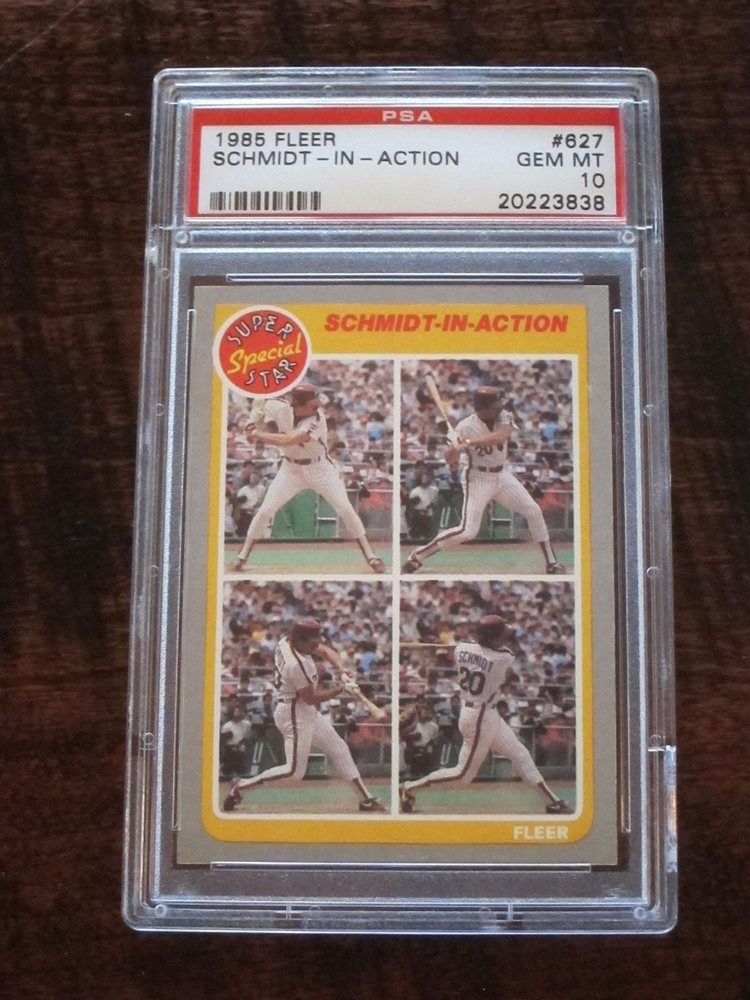 PSA
1985 FLEER #627
SCHMIDT-IN-ACTION GEM MT
10
20223838
SUPER
Special
STAR
SCHMIDT-IN-ACTION
20
SCHMIDT
20
FLEER